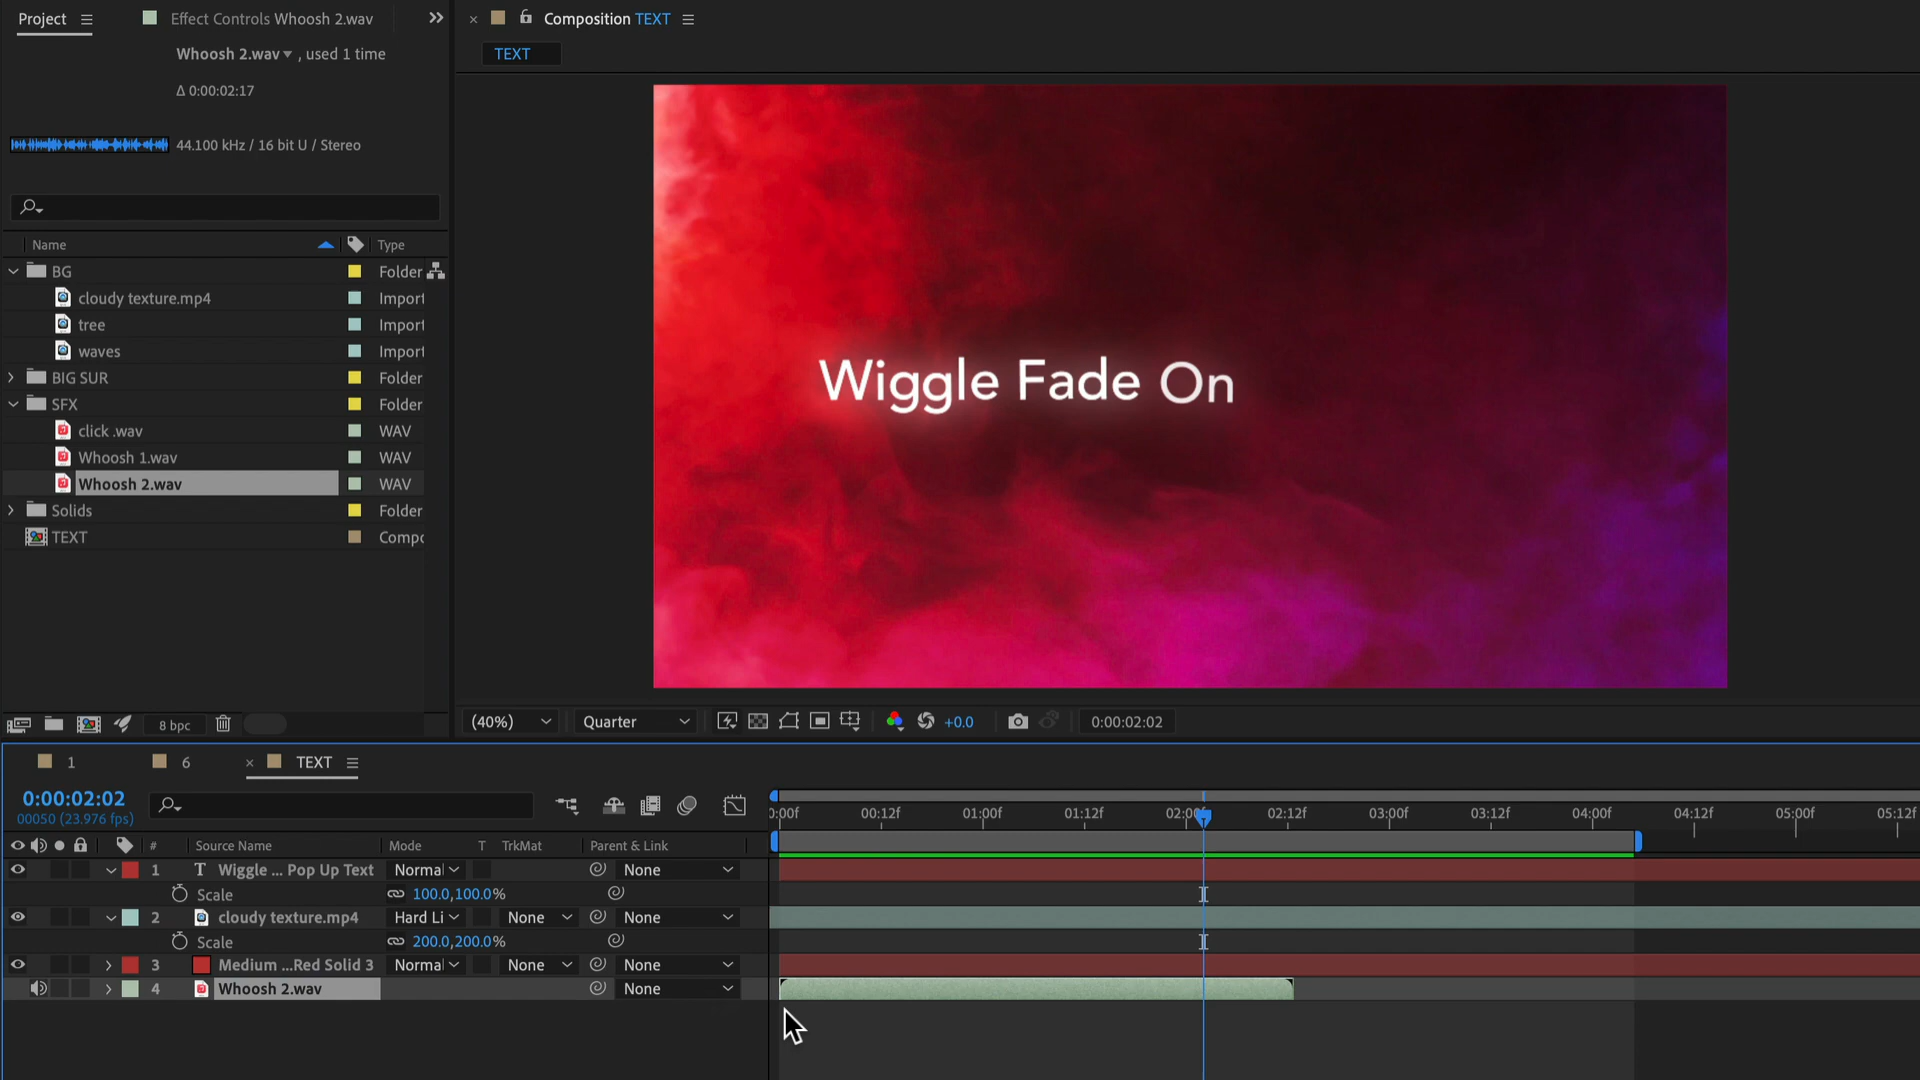 Project
Effect Controls Whoosh 2.wav
Whoosh 2.wav , used 1 time
Δ 0:00:02:17
44.100 kHz / 16 bit U / Stereo
Name Type
BG Folder
cloudy texture.mp4 Import
tree Import
waves Import
BIG SUR Folder
SFX Folder
click .wav WAV
Whoosh 1.wav WAV
Whoosh 2.wav WAV
Solids Folder
TEXT Compo
8 bpc
Composition TEXT
TEXT
Wiggle Fade On
(40%) Quarter +0.0 0:00:02:02
1 6 TEXT
0:00:02:02
00050 (23.976 fps)
0:00f 00:12f 01:00f 01:12f 02:00f 02:12f 03:00f 03:12f 04:00f 04:12f 05:00f 05:12f
# Source Name Mode T TrkMat Parent & Link
1 T Wiggle ... Pop Up Text Normal None
Scale 100.0,100.0%
2 cloudy texture.mp4 Hard Li None None
Scale 200.0,200.0%
3 Medium ...Red Solid 3 Normal None None
4 Whoosh 2.wav None